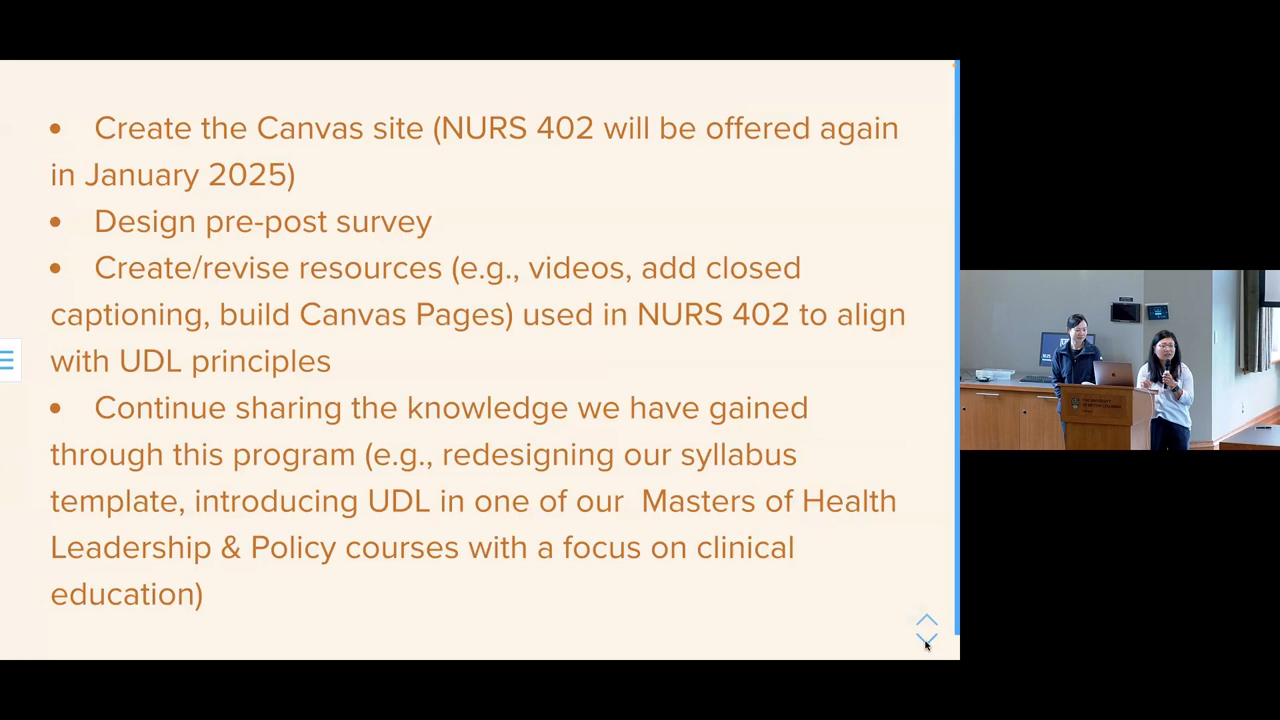 • Create the Canvas site (NURS 402 will be offered again
in January 2025)
• Design pre-post survey
• Create/revise resources (e.g., videos, add closed
captioning, build Canvas Pages) used in NURS 402 to align
with UDL principles
• Continue sharing the knowledge we have gained
through this program (e.g., redesigning our syllabus
template, introducing UDL in one of our Masters of Health
Leadership & Policy courses with a focus on clinical
education)